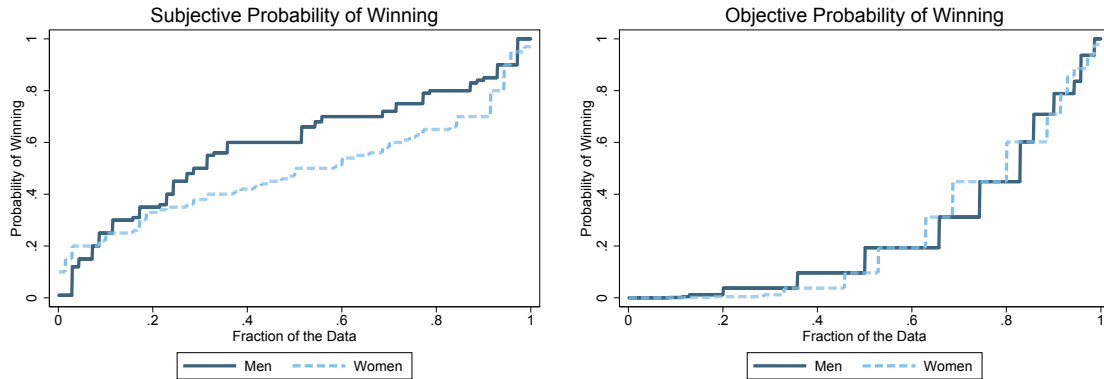 Subjective Probability of Winning
Probability of Winning
0 .2 .4 .6 .8 1
0 .2 .4 .6 .8 1
Fraction of the Data
Men Women
Objective Probability of Winning
Probability of Winning
0 .2 .4 .6 .8 1
0 .2 .4 .6 .8 1
Fraction of the Data
Men Women